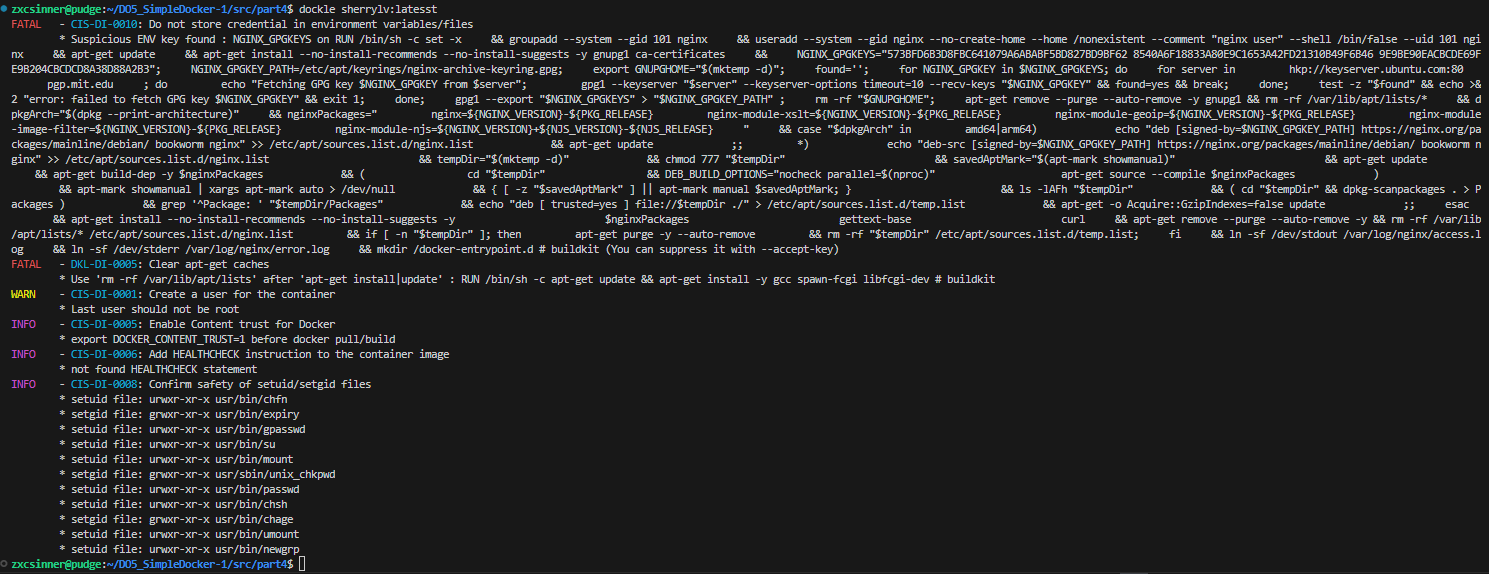 zxcsinner@pudge:~/DO5_SimpleDocker-1/src/part4$ dockle sherrylv:latesst
FATAL - CIS-DI-0010: Do not store credential in environment variables/files
* Suspicious ENV key found : NGINX_GPGKEYS on RUN /bin/sh -c set -x && groupadd --system --gid 101 nginx && useradd --system --gid nginx --no-create-home --home /nonexistent --comment "nginx user" --shell /bin/false --uid 101 ngi
nx && apt-get update && apt-get install --no-install-recommends --no-install-suggests -y gnupg1 ca-certificates && NGINX_GPGKEYS="573BFD6B3D8FBC641079A6ABABF5BD827BD9BF62 8540A6F18833A80E9C1653A42FD21310B49F6B46 9E9BE90EACBCDE69F
E9B204CBCDCD8A38D88A2B3"; NGINX_GPGKEY_PATH=/etc/apt/keyrings/nginx-archive-keyring.gpg; export GNUPGHOME="$(mktemp -d)"; found=''; for NGINX_GPGKEY in $NGINX_GPGKEYS; do for server in hkp://keyserver.ubuntu.com:80
pgp.mit.edu ; do echo "Fetching GPG key $NGINX_GPGKEY from $server"; gpg1 --keyserver "$server" --keyserver-options timeout=10 --recv-keys "$NGINX_GPGKEY" && found=yes && break; done; test -z "$found" && echo >&
2 "error: failed to fetch GPG key $NGINX_GPGKEY" && exit 1; done; gpg1 --export "$NGINX_GPGKEYS" > "$NGINX_GPGKEY_PATH" ; rm -rf "$GNUPGHOME"; apt-get remove --purge --auto-remove -y gnupg1 && rm -rf /var/lib/apt/lists/* && d
pkgArch="$(dpkg --print-architecture)" && nginxPackages=" nginx=${NGINX_VERSION}-${PKG_RELEASE} nginx-module-xslt=${NGINX_VERSION}-${PKG_RELEASE} nginx-module-geoip=${NGINX_VERSION}-${PKG_RELEASE} nginx-module
-image-filter=${NGINX_VERSION}-${PKG_RELEASE} nginx-module-njs=${NGINX_VERSION}+${NJS_VERSION}-${NJS_RELEASE} " && case "$dpkgArch" in amd64|arm64) echo "deb [signed-by=$NGINX_GPGKEY_PATH] https://nginx.org/pa
ckages/mainline/debian/ bookworm nginx" >> /etc/apt/sources.list.d/nginx.list && apt-get update ;; *) echo "deb-src [signed-by=$NGINX_GPGKEY_PATH] https://nginx.org/packages/mainline/debian/ bookworm n
ginx" >> /etc/apt/sources.list.d/nginx.list && tempDir="$(mktemp -d)" && chmod 777 "$tempDir" && savedAptMark="$(apt-mark showmanual)" && apt-get update
&& apt-get build-dep -y $nginxPackages && ( cd "$tempDir" && DEB_BUILD_OPTIONS="nocheck parallel=$(nproc)" apt-get source --compile $nginxPackages )
&& apt-mark showmanual | xargs apt-mark auto > /dev/null && { [ -z "$savedAptMark" ] || apt-mark manual $savedAptMark; } && ls -lAFh "$tempDir" && ( cd "$tempDir" && dpkg-scanpackages . > P
ackages ) && grep '^Package: ' "$tempDir/Packages" && echo "deb [ trusted=yes ] file://$tempDir ./" > /etc/apt/sources.list.d/temp.list && apt-get -o Acquire::GzipIndexes=false update ;; esac
&& apt-get install --no-install-recommends --no-install-suggests -y $nginxPackages gettext-base curl && apt-get remove --purge --auto-remove -y && rm -rf /var/lib
/apt/lists/* /etc/apt/sources.list.d/nginx.list && if [ -n "$tempDir" ]; then apt-get purge -y --auto-remove && rm -rf "$tempDir" /etc/apt/sources.list.d/temp.list; fi && ln -sf /dev/stdout /var/log/nginx/access.l
og && ln -sf /dev/stderr /var/log/nginx/error.log && mkdir /docker-entrypoint.d # buildkit (You can suppress it with --accept-key)
FATAL - DKL-DI-0005: Clear apt-get caches
* Use 'rm -rf /var/lib/apt/lists' after 'apt-get install|update' : RUN /bin/sh -c apt-get update && apt-get install -y gcc spawn-fcgi libfcgi-dev # buildkit
WARN - CIS-DI-0001: Create a user for the container
* Last user should not be root
INFO - CIS-DI-0005: Enable Content trust for Docker
* export DOCKER_CONTENT_TRUST=1 before docker pull/build
INFO - CIS-DI-0006: Add HEALTHCHECK instruction to the container image
* not found HEALTHCHECK statement
INFO - CIS-DI-0008: Confirm safety of setuid/setgid files
* setuid file: urwxr-xr-x usr/bin/chfn
* setgid file: grwxr-xr-x usr/bin/expiry
* setuid file: urwxr-xr-x usr/bin/gpasswd
* setuid file: urwxr-xr-x usr/bin/su
* setuid file: urwxr-xr-x usr/bin/mount
* setgid file: grwxr-xr-x usr/sbin/unix_chkpwd
* setuid file: urwxr-xr-x usr/bin/passwd
* setuid file: urwxr-xr-x usr/bin/chsh
* setgid file: grwxr-xr-x usr/bin/chage
* setuid file: urwxr-xr-x usr/bin/umount
* setuid file: urwxr-xr-x usr/bin/newgrp
zxcsinner@pudge:~/DO5_SimpleDocker-1/src/part4$